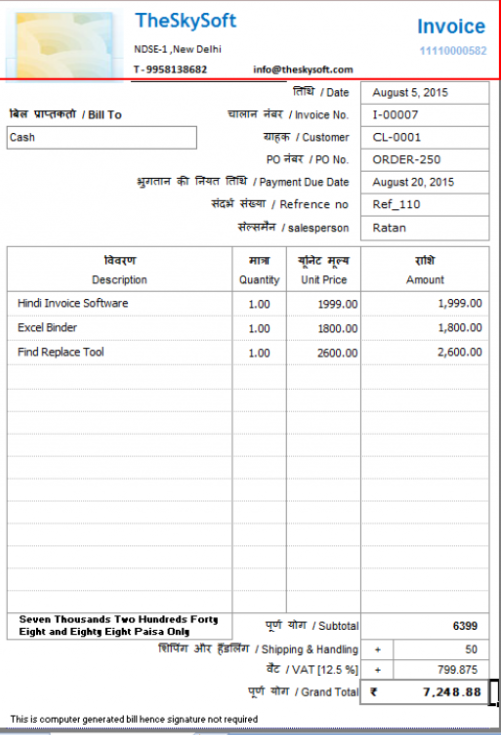 TheSkySoft
Invoice
NDSE-1 ,New Delhi
11110000582
T - 9958138682 info@theskysoft.com
तिथि / Date August 5, 2015
बिल प्राप्तकर्ता / Bill To चालान नंबर / Invoice No. I-00007
Cash ग्राहक / Customer CL-0001
PO नंबर / PO No. ORDER-250
भुगतान की नियत तिथि / Payment Due Date August 20, 2015
संदर्भ संख्या / Refrence no Ref_110
सेल्समैन / salesperson Ratan
विवरण मात्रा यूनिट मूल्य राशि
Description Quantity Unit Price Amount
Hindi Invoice Software 1.00 1999.00 1,999.00
Excel Binder 1.00 1800.00 1,800.00
Find Replace Tool 1.00 2600.00 2,600.00
Seven Thousands Two Hundreds Forty
Eight and Eighty Eight Paisa Only
पूर्ण योग / Subtotal 6399
शिपिंग और हैंडलिंग / Shipping & Handling + 50
वैट / VAT [12.5 %] + 799.875
पूर्ण योग / Grand Total ₹ 7,248.88
This is computer generated bill hence signature not required